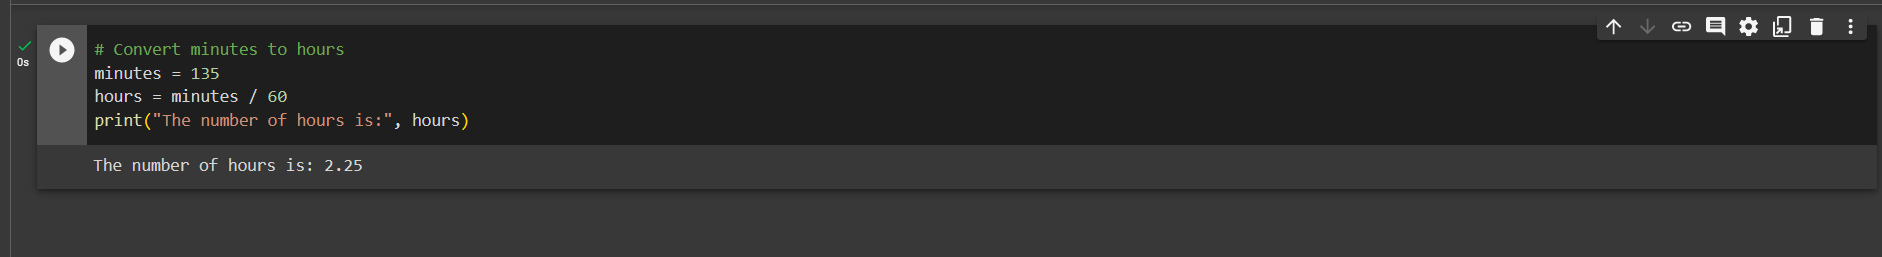 # Convert minutes to hours
minutes = 135
hours = minutes / 60
print("The number of hours is:", hours)
0s
The number of hours is: 2.25